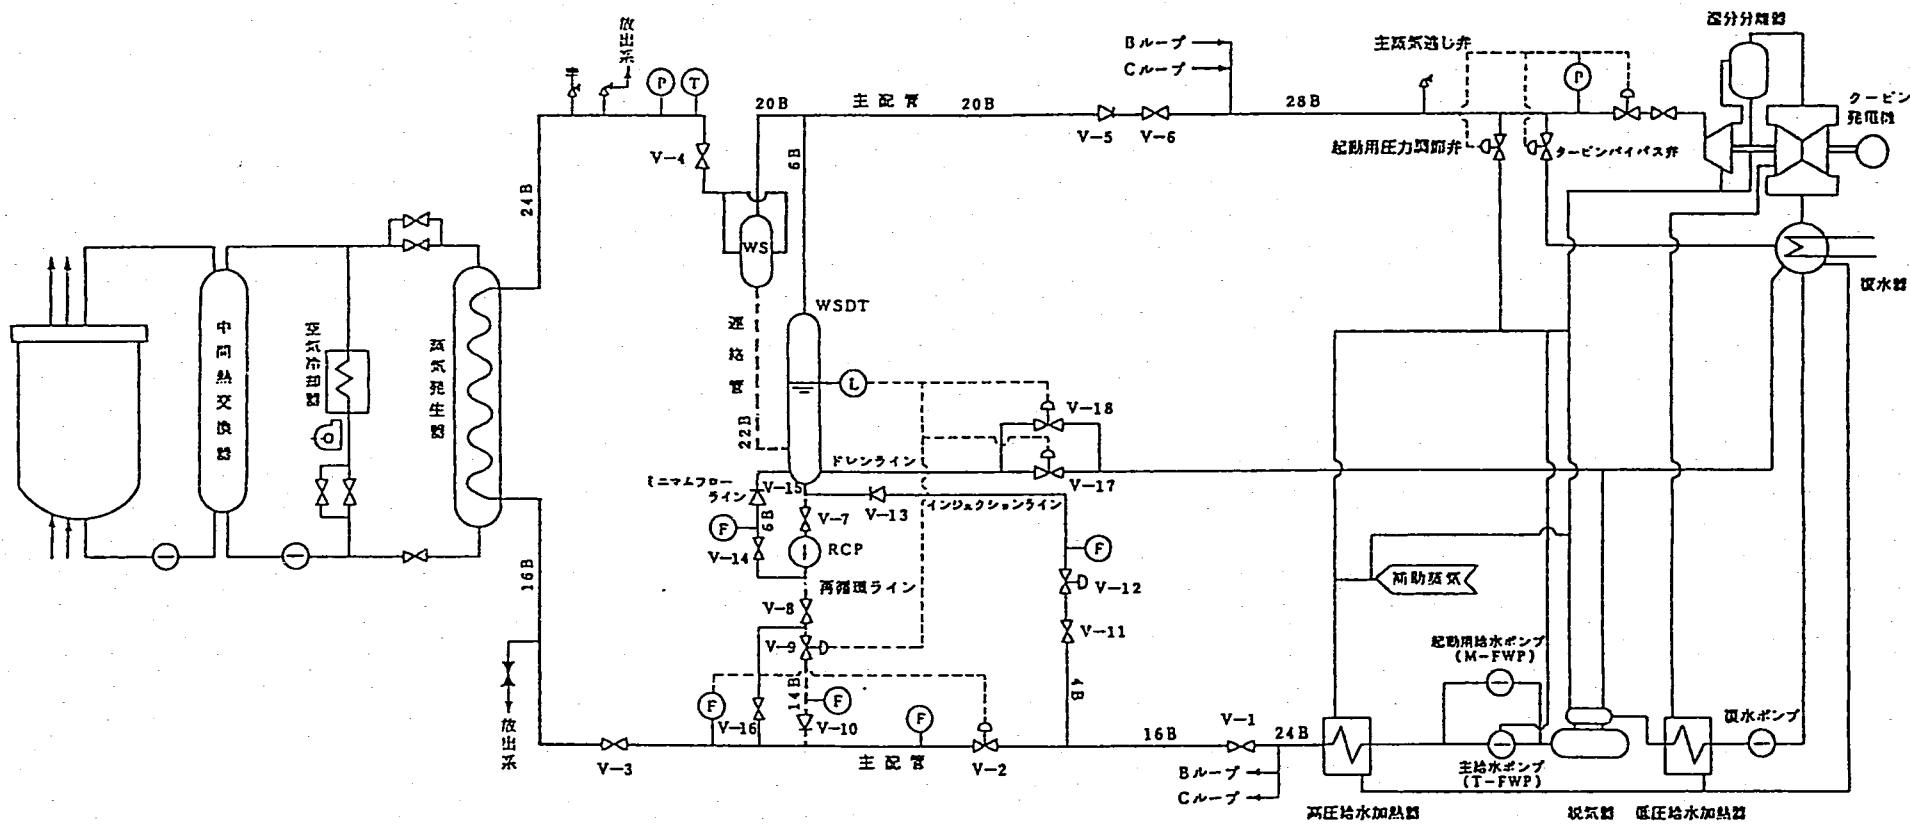 放出系
P
T
20B
主配管
20B
Bループ
Cループ
V-5
V-6
28B
主蒸気逃し弁
P
湿分分離器
タービン
発電機
起動用圧力調節弁
タービンバイパス弁
復水器
V-4
24B
6B
WS
WSDT
連絡管
22B
中間熱交換器
空気冷却器
蒸気発生器
L
V-18
V-17
ドレンライン
ミニマムフロー
ライン
V-15
6B
F
V-14
V-7
RCP
V-13
インジェクションライン
F
V-12
V-11
4B
再循環ライン
V-8
V-9
14B
F
V-10
F
V-16
F
V-2
主配管
16B
放出系
V-3
16B
V-1
24B
Bループ
Cループ
補助蒸気
起動用給水ポンプ
(M-FWP)
主給水ポンプ
(T-FWP)
復水ポンプ
高圧給水加熱器
脱気器
低圧給水加熱器